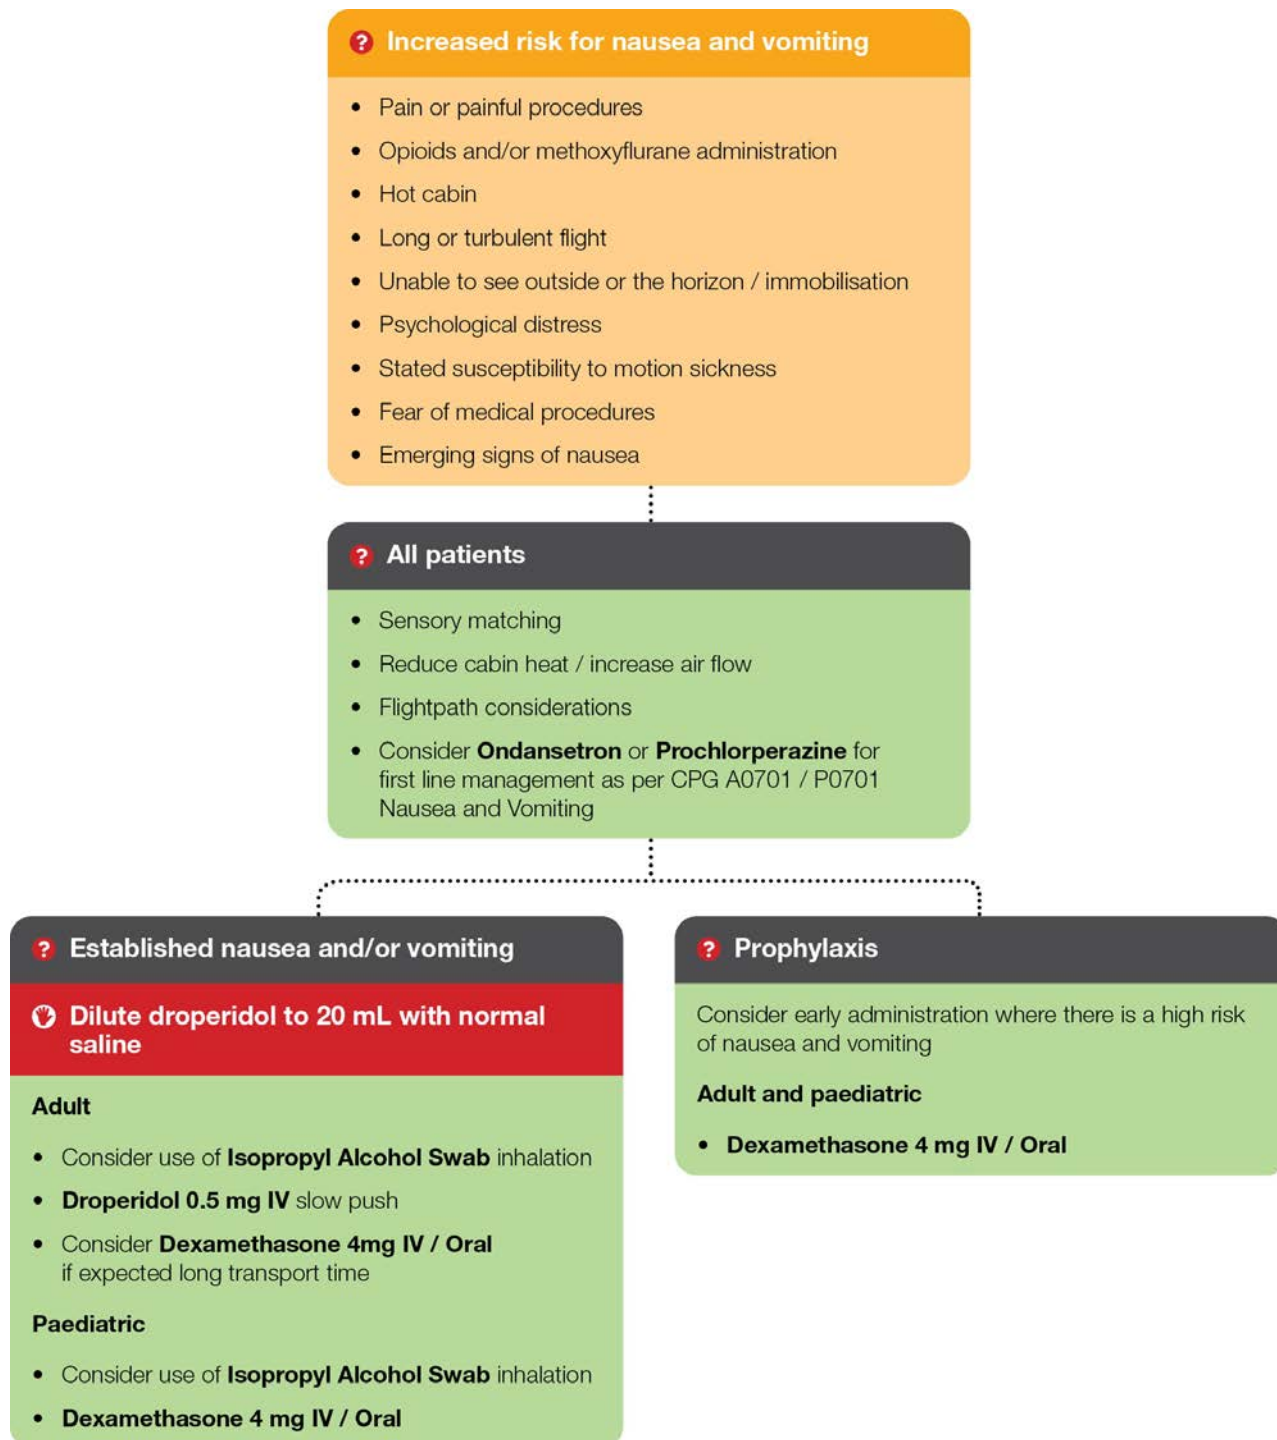 Increased risk for nausea and vomiting
• Pain or painful procedures
• Opioids and/or methoxyflurane administration
• Hot cabin
• Long or turbulent flight
• Unable to see outside or the horizon / immobilisation
• Psychological distress
• Stated susceptibility to motion sickness
• Fear of medical procedures
• Emerging signs of nausea
All patients
• Sensory matching
• Reduce cabin heat / increase air flow
• Flightpath considerations
• Consider Ondansetron or Prochlorperazine for
first line management as per CPG A0701 / P0701
Nausea and Vomiting
Established nausea and/or vomiting
Dilute droperidol to 20 mL with normal
saline
Adult
• Consider use of Isopropyl Alcohol Swab inhalation
• Droperidol 0.5 mg IV slow push
• Consider Dexamethasone 4mg IV / Oral
if expected long transport time
Paediatric
• Consider use of Isopropyl Alcohol Swab inhalation
• Dexamethasone 4 mg IV / Oral
Prophylaxis
Consider early administration where there is a high risk
of nausea and vomiting
Adult and paediatric
• Dexamethasone 4 mg IV / Oral